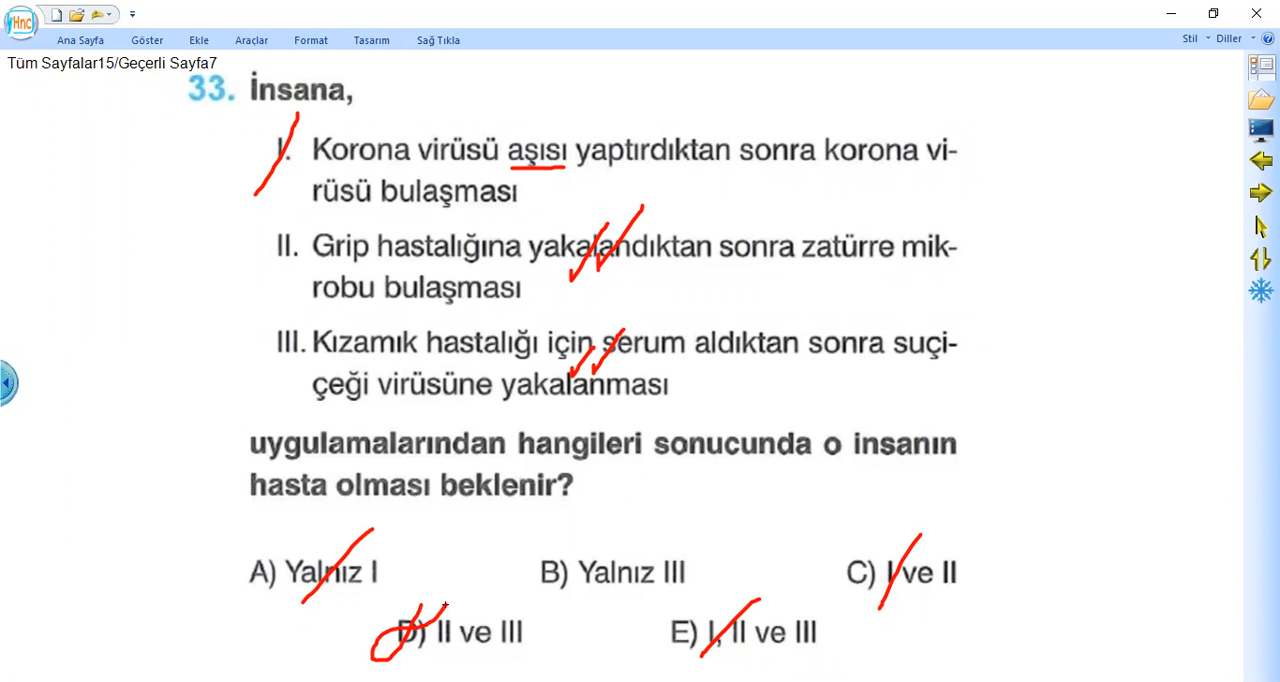 Hnc
Ana Sayfa Göster Ekle Araçlar Format Tasarım Sağ Tıkla Stil Diller
Tüm Sayfalar15/Geçerli Sayfa7
33. İnsana,
I. Korona virüsü aşısı yaptırdıktan sonra korona vi-
rüsü bulaşması
II. Grip hastalığına yakalandıktan sonra zatürre mik-
robu bulaşması
III. Kızamık hastalığı için serum aldıktan sonra suçi-
çeği virüsüne yakalanması
uygulamalarından hangileri sonucunda o insanın
hasta olması beklenir?
A) Yalnız I B) Yalnız III C) I ve II
D) II ve III E) I, II ve III